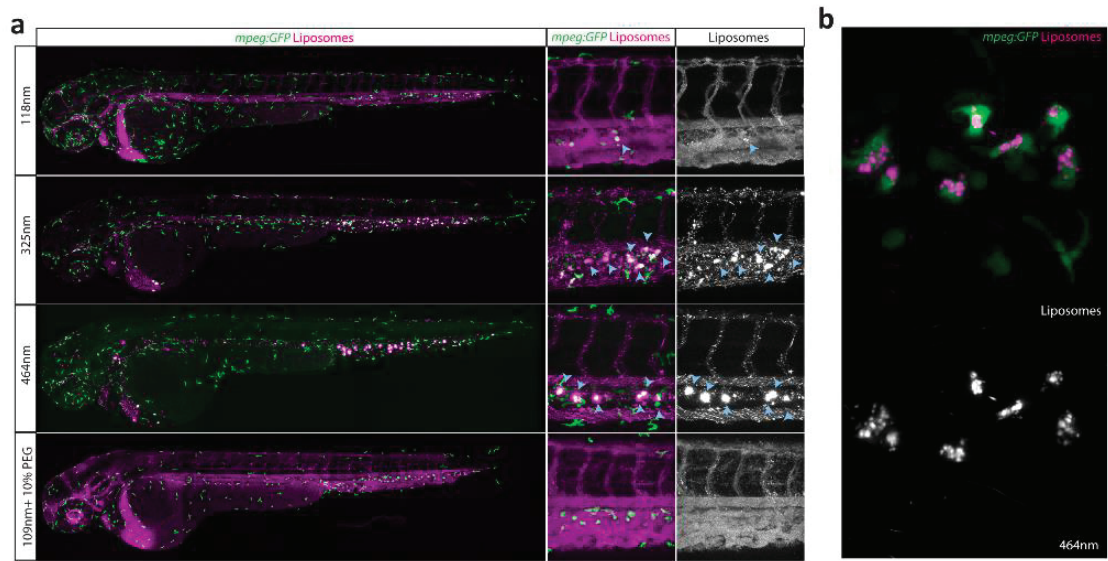 a
mpeg:GFP Liposomes
mpeg:GFP Liposomes
Liposomes
118nm
325nm
464nm
109nm+ 10% PEG
b
mpeg:GFP Liposomes
Liposomes
464nm